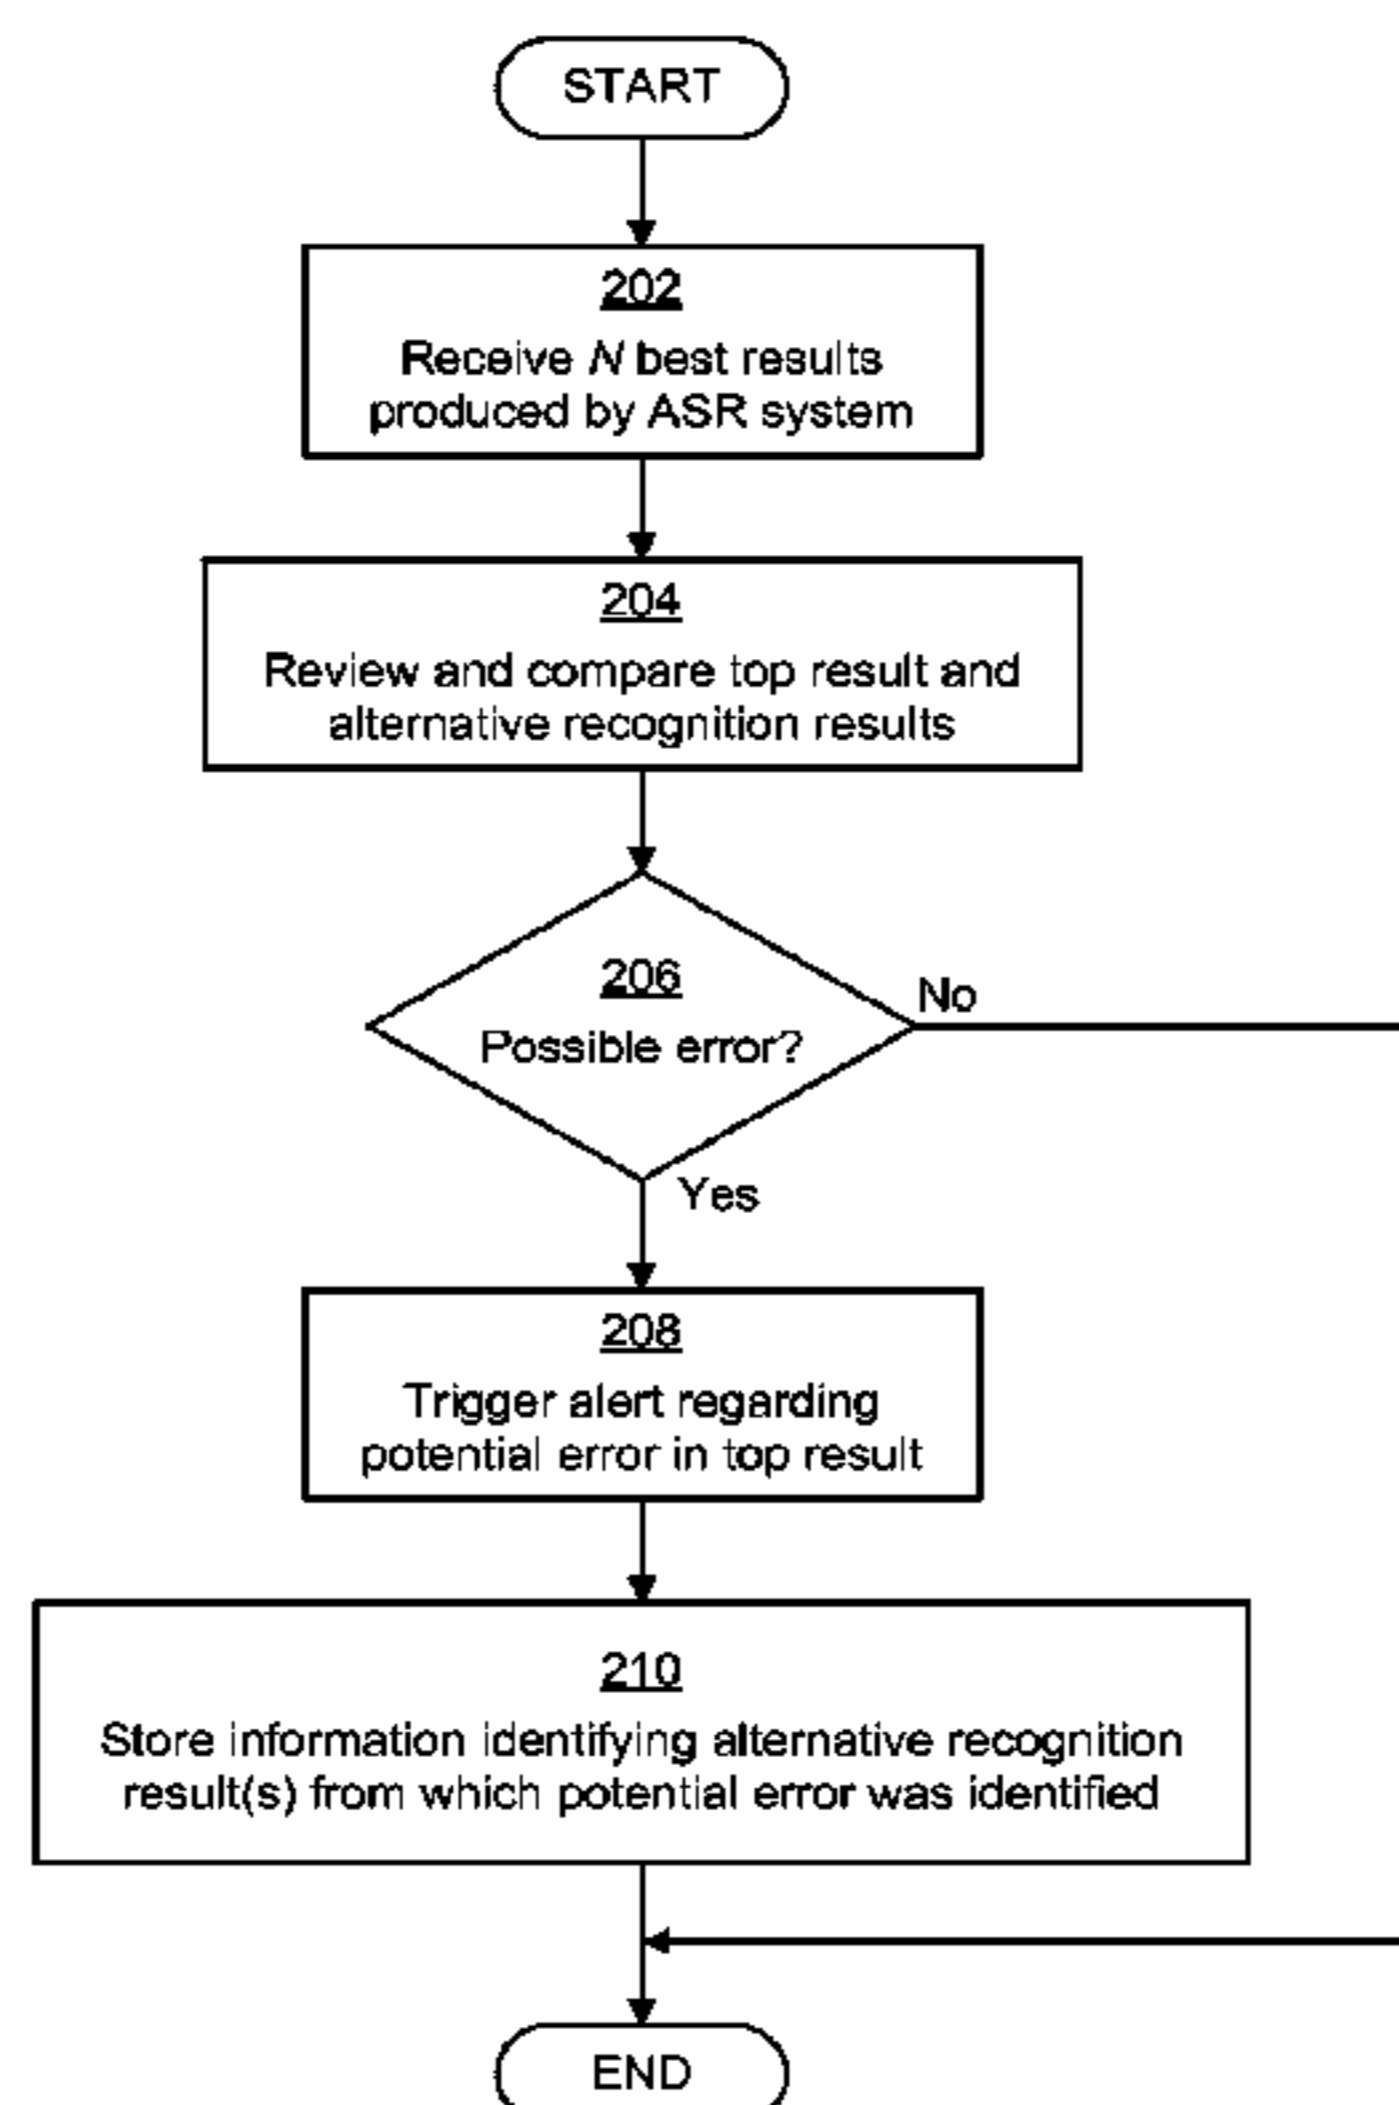 START
202
Receive N best results
produced by ASR system
204
Review and compare top result and
alternative recognition results
206
Possible error?
No
Yes
208
Trigger alert regarding
potential error in top result
210
Store information identifying alternative recognition
result(s) from which potential error was identified
END